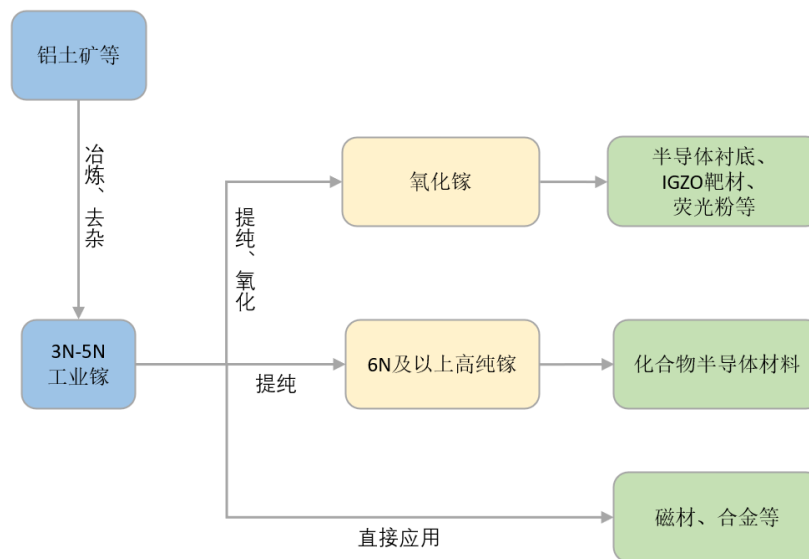 铝土矿等
冶炼、去杂
氧化镓
半导体衬底、
IGZO靶材、
荧光粉等
提纯、氧化
3N-5N
工业镓
提纯
6N及以上高纯镓
化合物半导体材料
磁材、合金等
直接应用